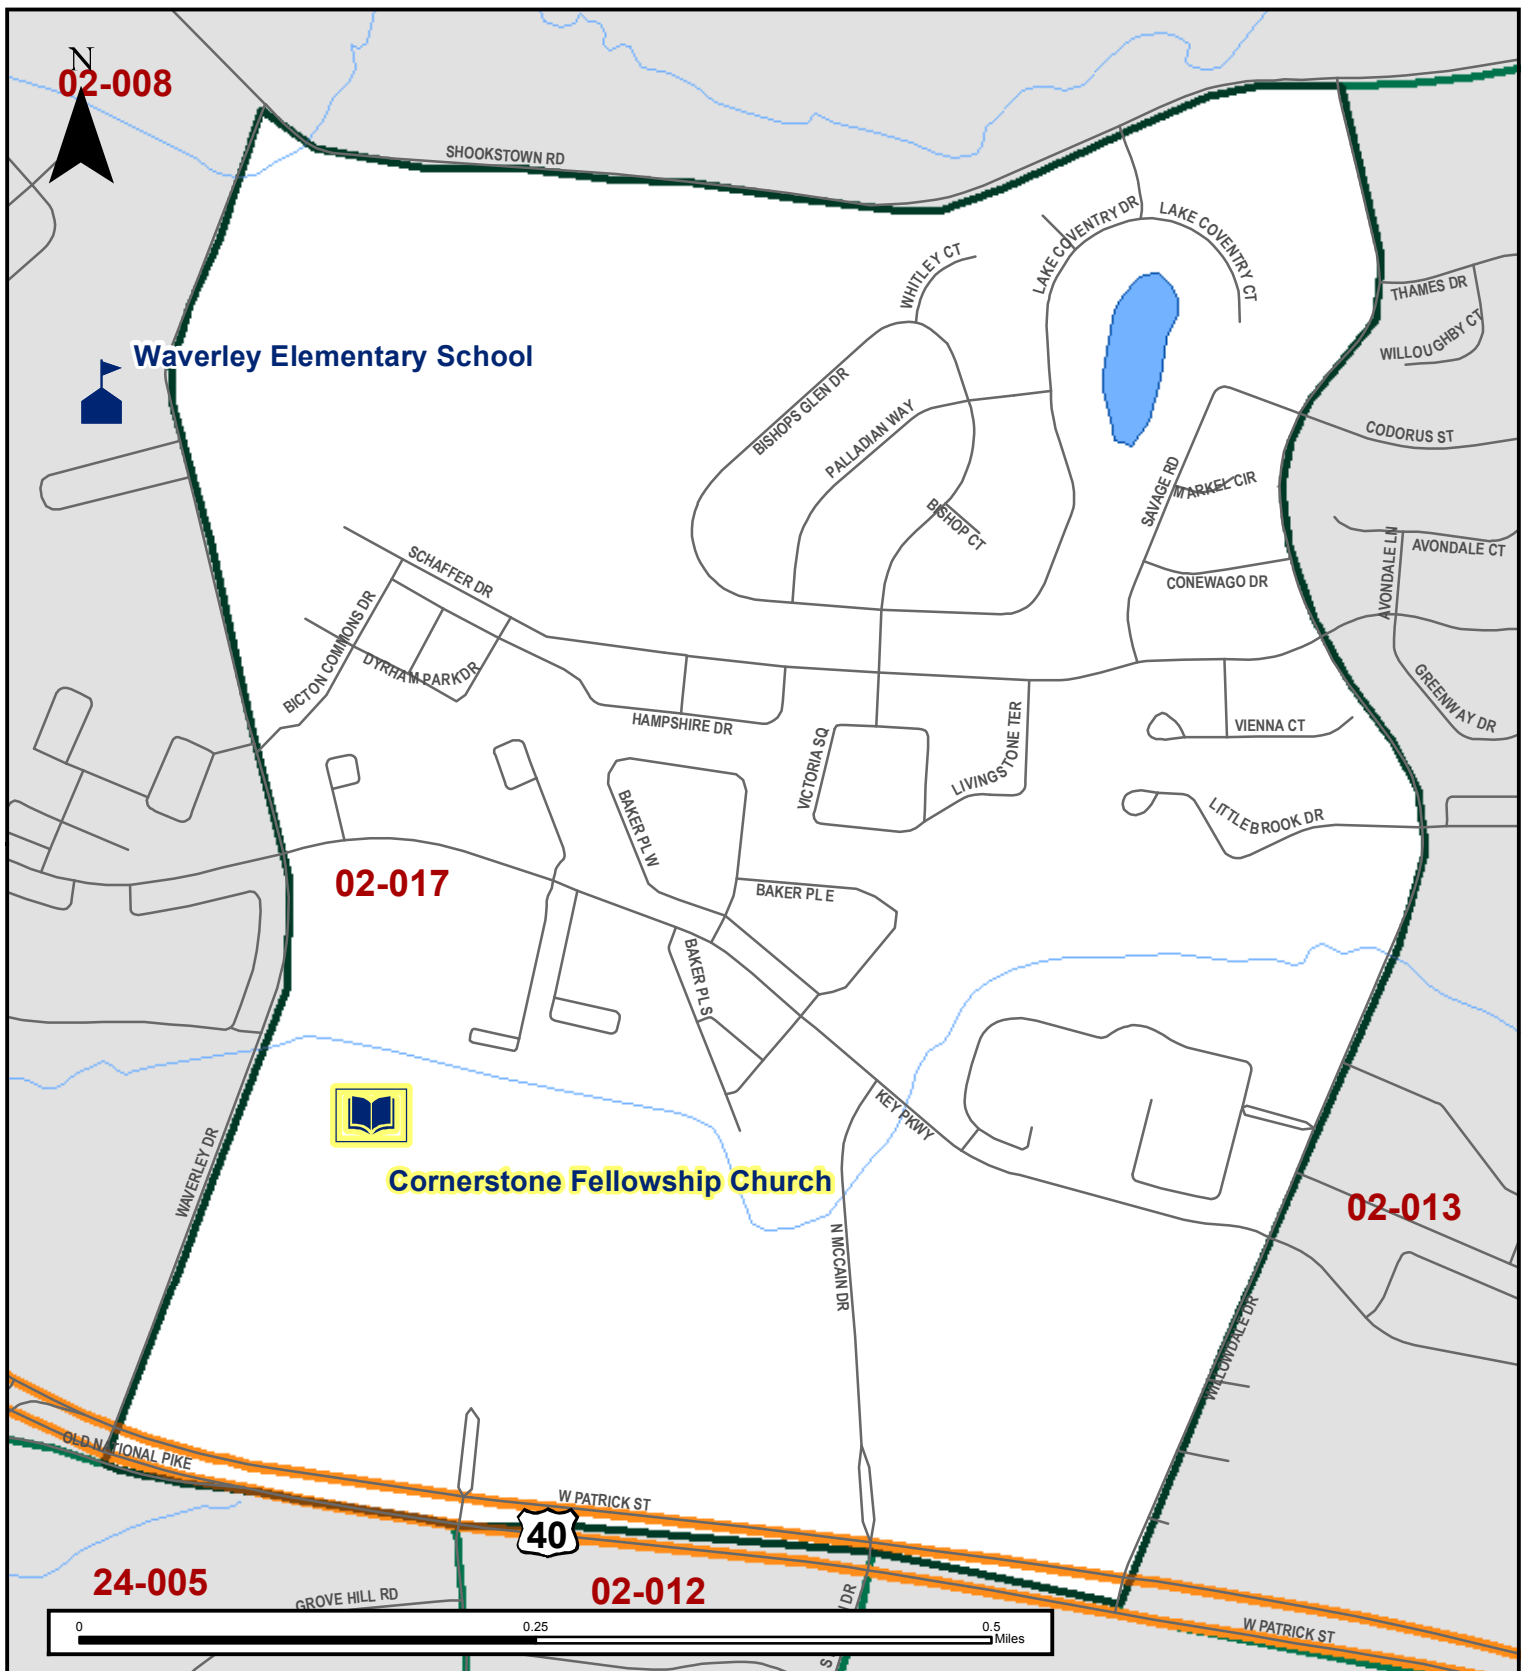 N
02-008
SHOOKSTOWN RD
LAKE COVENTRY DR
LAKE COVENTRY CT
WHITLEY CT
THAMES DR
WILLOUGHBY CT
Waverley Elementary School
BISHOPS GLEN DR
PALLADIAN WAY
CODORUS ST
SAVAGE RD
MARKEL CIR
BISHOP CT
AVONDALE LN
AVONDALE CT
SCHAFFER DR
CONEWAGO DR
BICTON COMMONS DR
DYRHAM PARK DR
GREENWAY DR
HAMPSHIRE DR
VICTORIA SQ
LIVINGSTONE TER
VIENNA CT
LITTLEBROOK DR
BAKER PL W
02-017
BAKER PL E
BAKER PL S
KEY PKWY
WAVERLEY DR
Cornerstone Fellowship Church
02-013
N MCCAIN DR
WILLOWDALE DR
OLD NATIONAL PIKE
W PATRICK ST
40
24-005
02-012
GROVE HILL RD
DR
S
W PATRICK ST
0 0.25 0.5
Miles